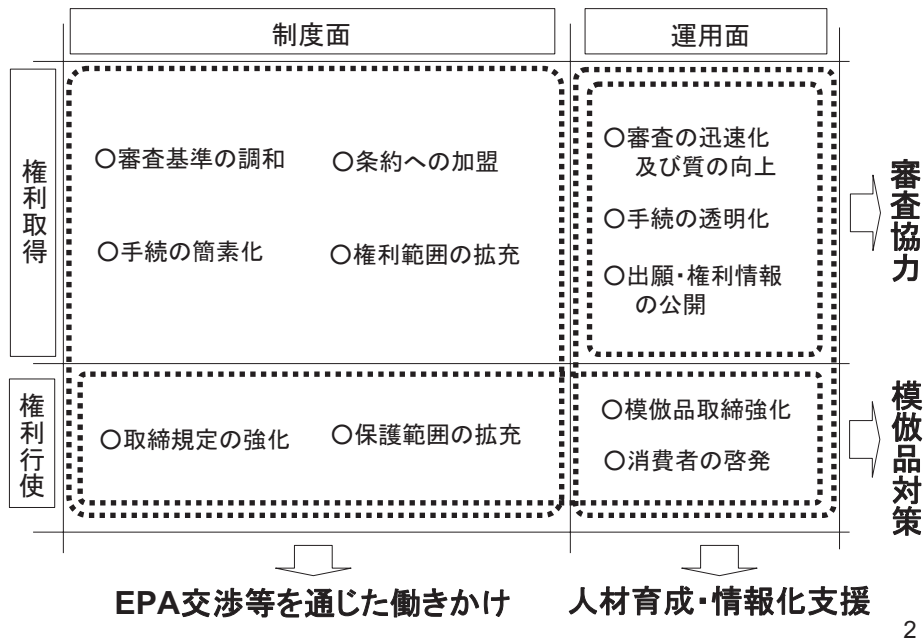 制度面
運用面
権利取得
○審査基準の調和
○条約への加盟
○手続の簡素化
○権利範囲の拡充
○審査の迅速化
及び質の向上
○手続の透明化
○出願・権利情報
の公開
審査協力
権利行使
○取締規定の強化
○保護範囲の拡充
○模倣品取締強化
○消費者の啓発
模倣品対策
EPA交渉等を通じた働きかけ
人材育成・情報化支援
2